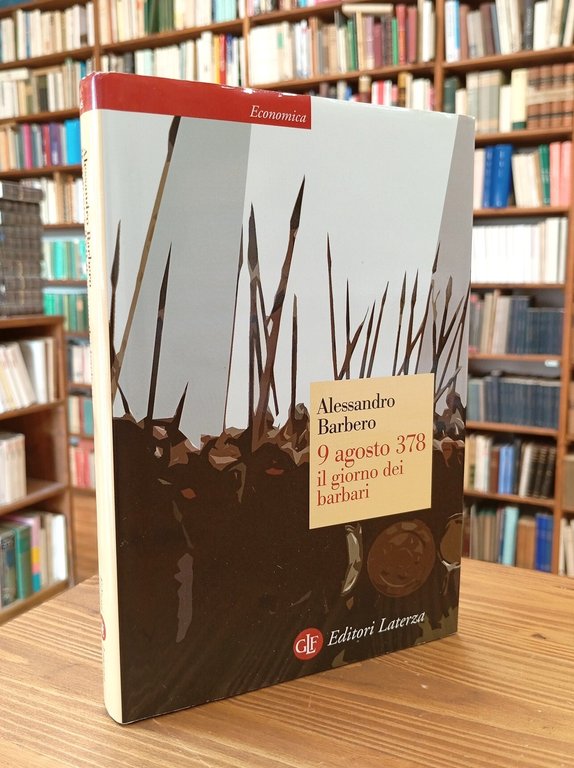 Economica
Alessandro
Barbero
9 agosto 378
il giorno dei
barbari
GLF Editori Laterza